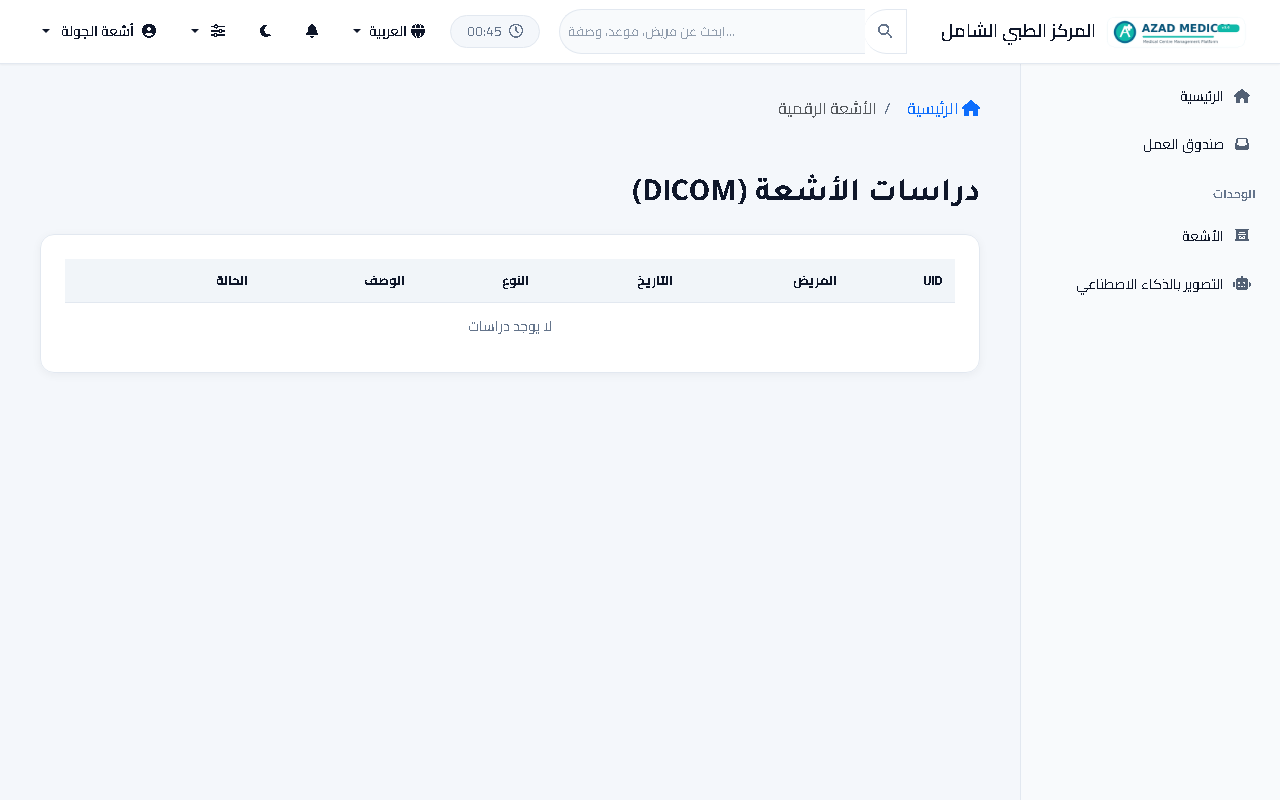 AZAD MEDIC
Medical Centre Management Platform
المركز الطبي الشامل
ابحث عن مريض، موعد، وصفة...
00:45
العربية
أشعة الجولة
الرئيسية
صندوق العمل
الوحدات
الأشعة
التصوير بالذكاء الاصطناعي
الرئيسية / الأشعة الرقمية
دراسات الأشعة (DICOM)
UID المريض التاريخ النوع الوصف الحالة
لا يوجد دراسات